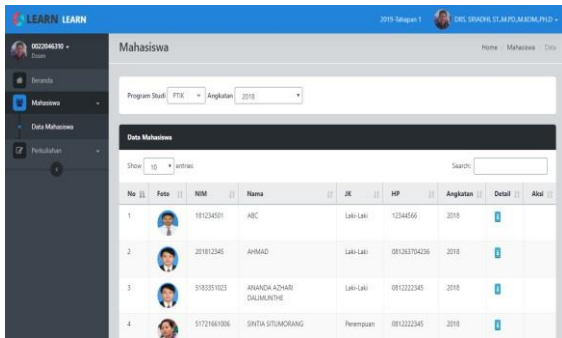 LEARN LEARN
2019-Tahapan 1
DRS. SRIADHI, ST.,M.PD.,M.KOM.,PH.D
0022046310
Dosen
Mahasiswa
Home Mahasiswa Data
Beranda
Mahasiswa
Data Mahasiswa
Perkuliahan
Program Studi PTIK Angkatan 2018
Data Mahasiswa
Show 10 entries
Search:
No Foto NIM Nama JK HP Angkatan Detail Aksi
1 181234501 ABC Laki-Laki 12344566 2018
2 201812345 AHMAD Laki-Laki 081263704236 2018
3 5183351023 ANANDA AZHARI DALIMUNTHE Laki-Laki 0812222345 2018
4 51721661006 SINTIA SITUMORANG Perempuan 0812222345 2018